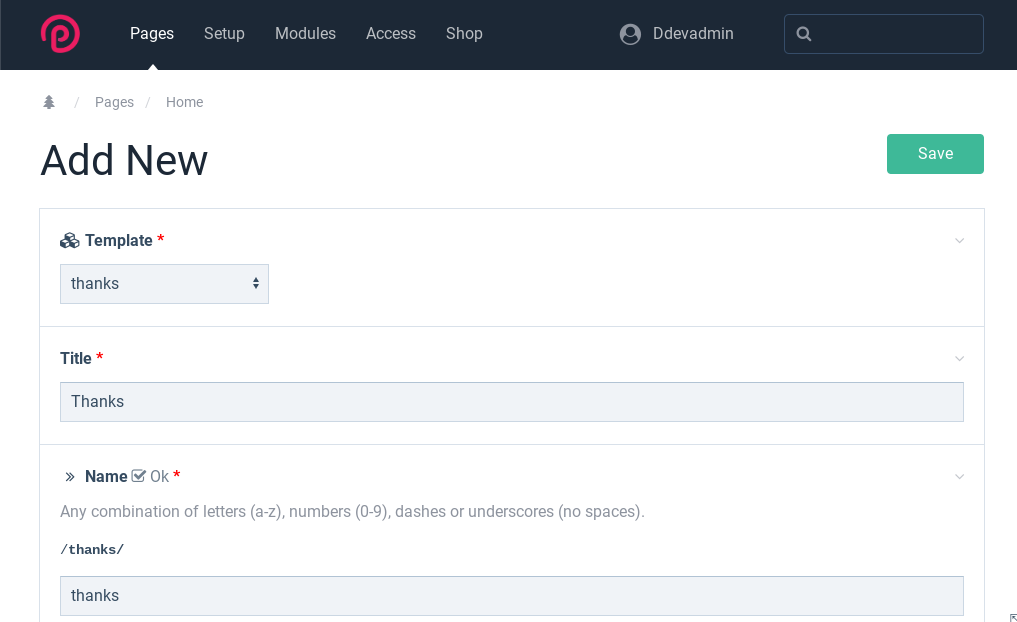 Pages Setup Modules Access Shop Ddevadmin
/ Pages / Home
Add New
Save
Template *
thanks
Title *
Thanks
Name Ok *
Any combination of letters (a-z), numbers (0-9), dashes or underscores (no spaces).
/thanks/
thanks